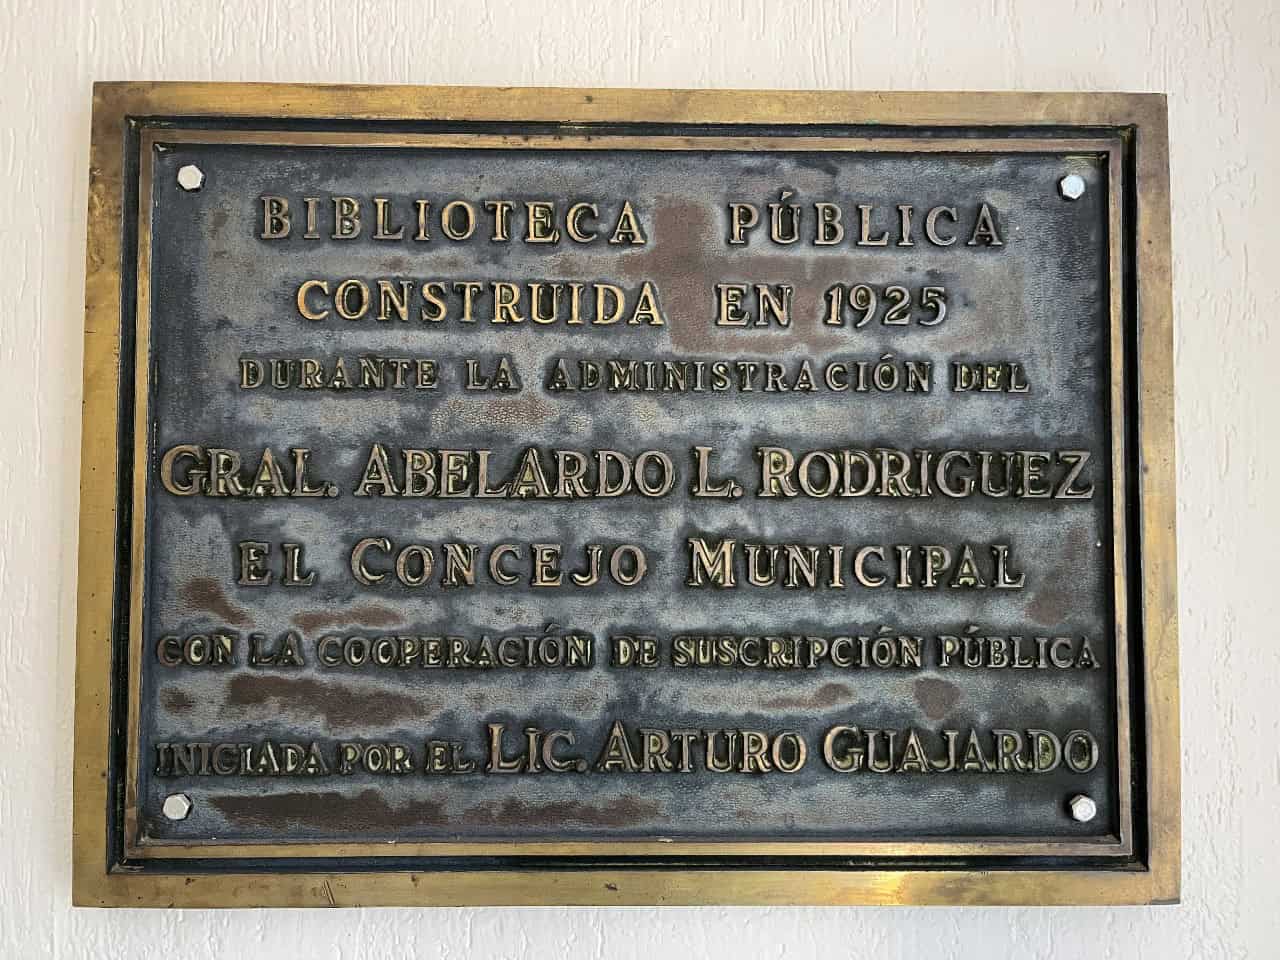 BIBLIOTECA PÚBLICA
CONSTRUIDA EN 1925
DURANTE LA ADMINISTRACIÓN DEL
GRAL. ABELARDO L. RODRIGUEZ
EL CONCEJO MUNICIPAL
CON LA COOPERACIÓN DE SUSCRIPCIÓN PÚBLICA
INICIADA POR EL LIC. ARTURO GUAJARDO